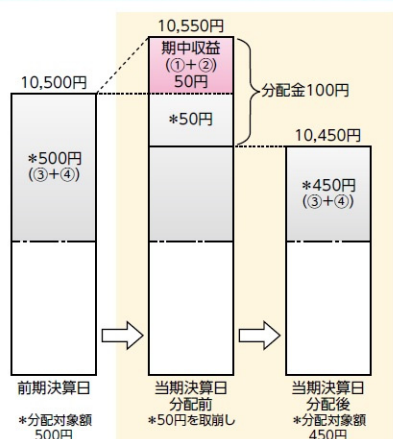 10,550円
期中収益
(①+②)
50円
10,500円
分配金100円
*50円
10,450円
*500円
(③+④)
*450円
(③+④)
前期決算日
当期決算日
分配前
当期決算日
分配後
*分配対象額
500円
*50円を取崩し
*分配対象額
450円